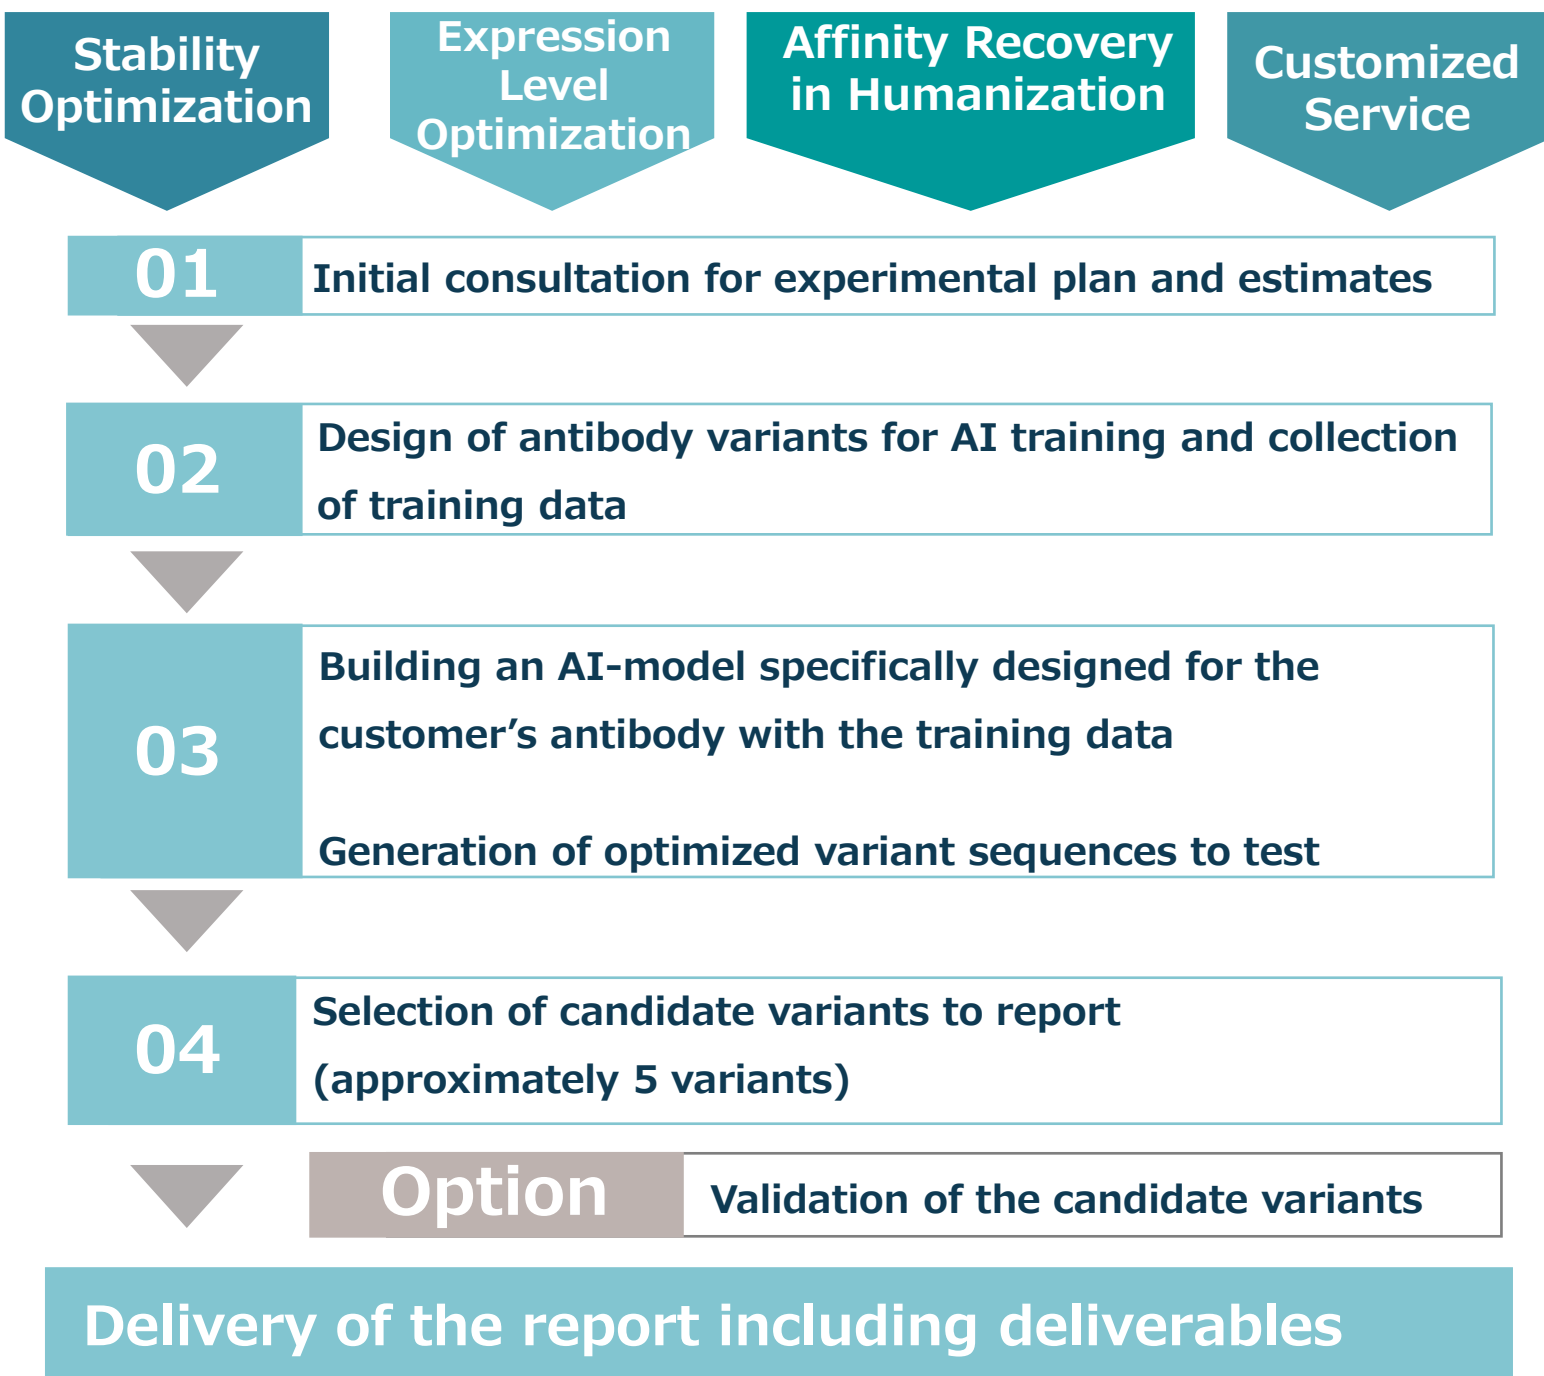 Stability
Optimization
Expression
Level
Optimization
Affinity Recovery
in Humanization
Customized
Service
01
Initial consultation for experimental plan and estimates
02
Design of antibody variants for AI training and collection
of training data
03
Building an AI-model specifically designed for the
customer’s antibody with the training data
Generation of optimized variant sequences to test
04
Selection of candidate variants to report
(approximately 5 variants)
Option
Validation of the candidate variants
Delivery of the report including deliverables